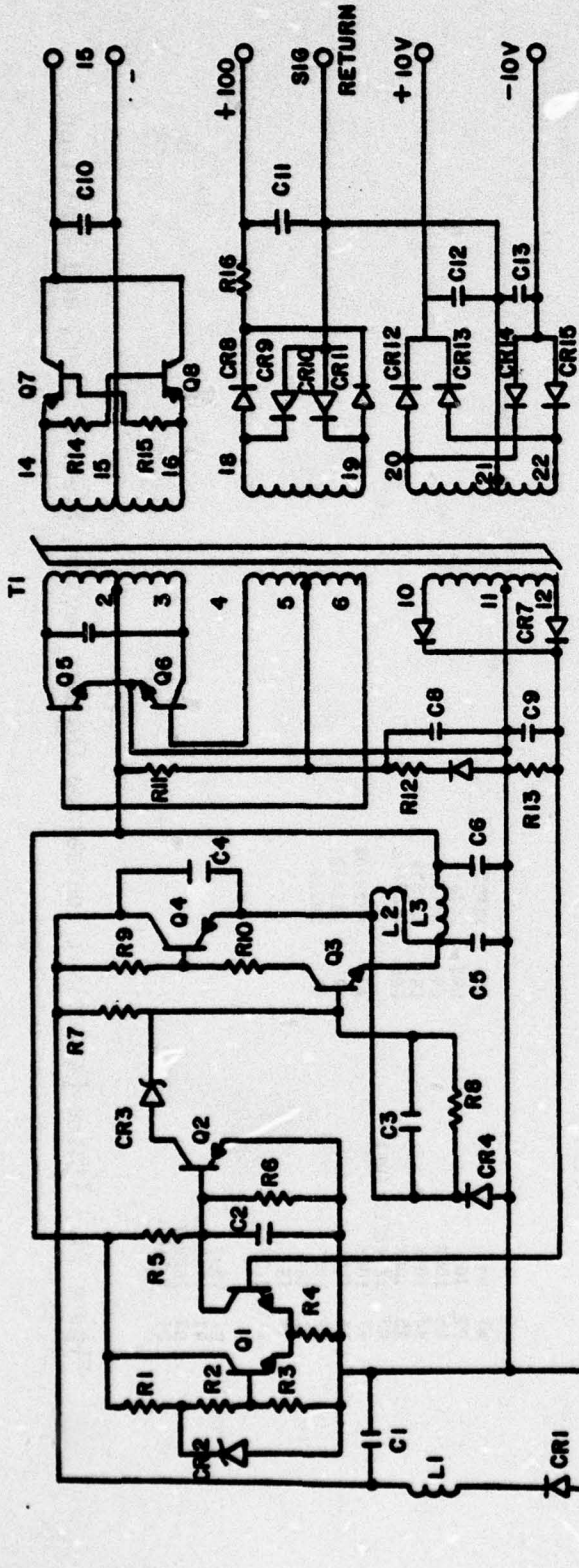 T1
R7
R9
Q4
C4
R10
Q3
L2
L3
C5
C6
CR3
Q2
R5
R6
C2
Q1
R4
R1
R2
R3
CR2
C1
L1
CR1
C3
R8
CR4
Q5
Q6
2
3
4
5
6
R11
R12
R13
C8
C9
10
11
12
CR7
14
15
16
Q7
Q8
R14
R15
C10
15
-
18
19
CR8
CR9
CR10
CR11
R16
C11
+100
SIG
RETURN
20
21
22
CR12
CR13
CR14
CR15
C12
C13
+10V
-10V